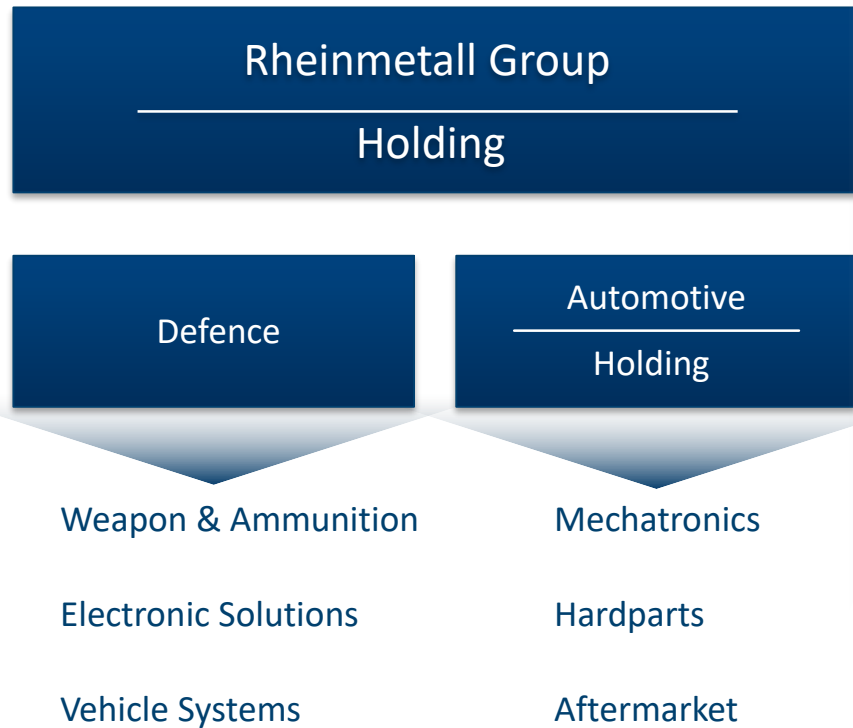 Rheinmetall Group
Holding
Defence
Automotive
Holding
Weapon & Ammunition
Electronic Solutions
Vehicle Systems
Mechatronics
Hardparts
Aftermarket